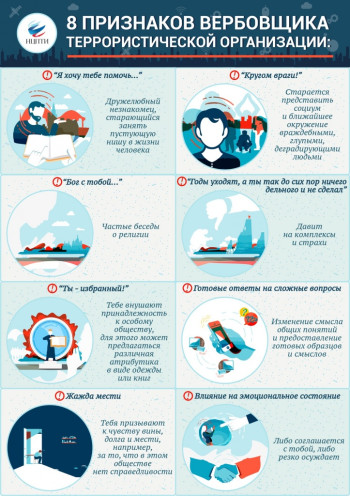 НЦПТИ
8 ПРИЗНАКОВ ВЕРБОВЩИКА
ТЕРРОРИСТИЧЕСКОЙ ОРГАНИЗАЦИИ:
"Я хочу тебе помочь..."
Дружелюбный
незнакомец,
старающийся
занять
пустующую
нишу в жизни
человека
"Кругом враги!"
Старается
представить
социум
и ближайшее
окружение
враждебными,
глупыми,
деградирующими
людьми
"Бог с тобой..."
Частые беседы
о религии
"Годы уходят, а ты так до сих пор ничего
дельного и не сделал"
Давит
на комплексы
и страхи
"Ты - избранный!"
Тебе внушают
принадлежность
к особому
обществу,
для этого может
предлагаться
различная
атрибутика
в виде одежды
или книг
Готовые ответы на сложные вопросы
Изменение смысла
общих понятий
и предоставление
готовых образцов
и смыслов
Жажда мести
Тебя призывают
к чувству вины,
долга и мести,
например,
за то, что в этом
обществе
нет справедливости
Влияние на эмоциональное состояние
Либо соглашается
с тобой, либо
резко осуждает